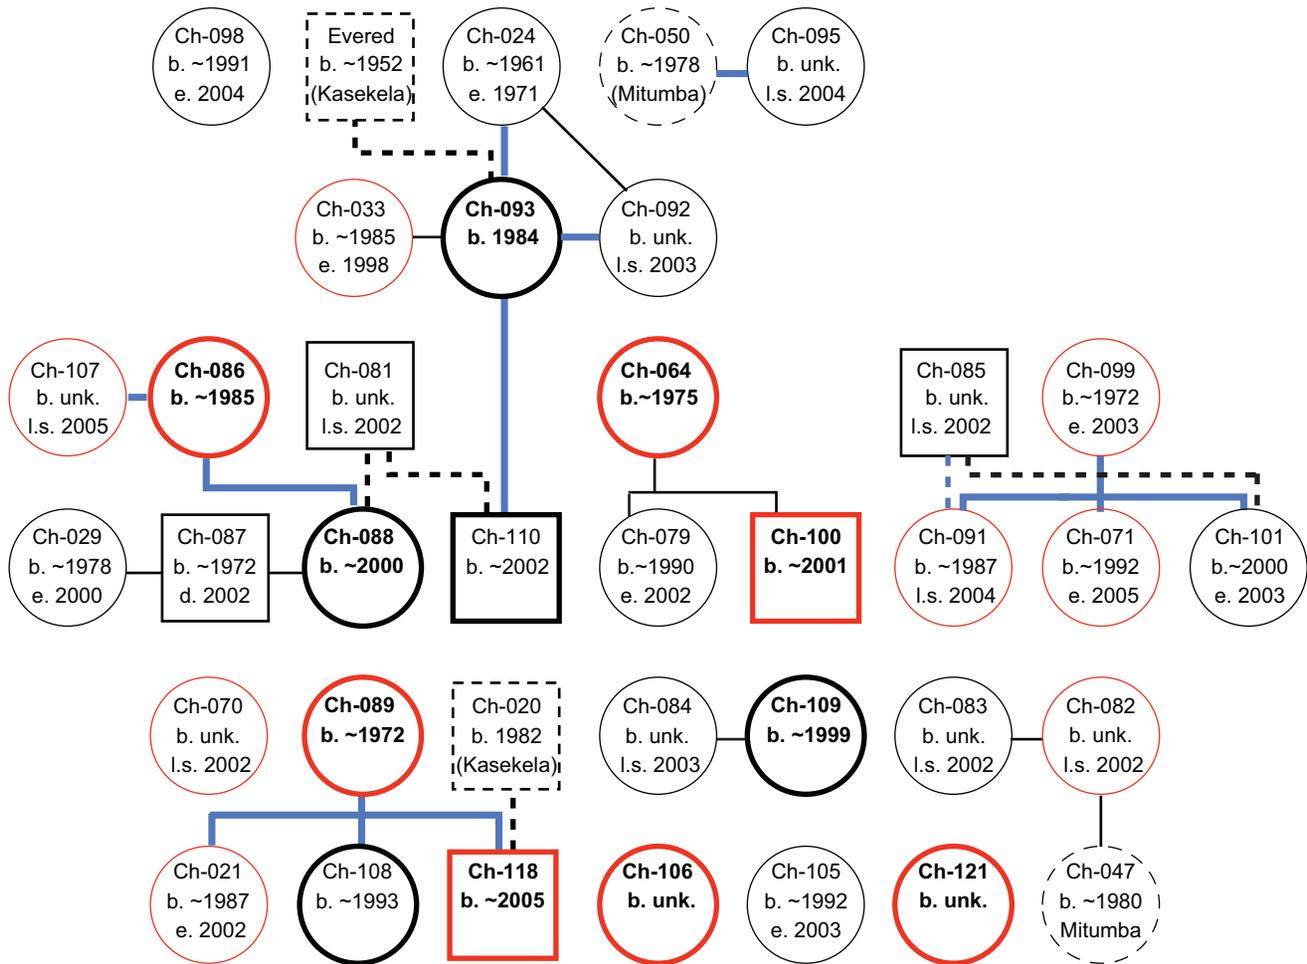 Ch-098
b. ~1991
e. 2004
Evered
b. ~1952
(Kasekela)
Ch-024
b. ~1961
e. 1971
Ch-050
b. ~1978
(Mitumba)
Ch-095
b. unk.
l.s. 2004
Ch-033
b. ~1985
e. 1998
Ch-093
b. 1984
Ch-092
b. unk.
l.s. 2003
Ch-107
b. unk.
l.s. 2005
Ch-086
b. ~1985
Ch-081
b. unk.
l.s. 2002
Ch-064
b.~1975
Ch-085
b. unk.
l.s. 2002
Ch-099
b.~1972
e. 2003
Ch-029
b. ~1978
e. 2000
Ch-087
b. ~1972
d. 2002
Ch-088
b. ~2000
Ch-110
b. ~2002
Ch-079
b.~1990
e. 2002
Ch-100
b. ~2001
Ch-091
b. ~1987
l.s. 2004
Ch-071
b.~1992
e. 2005
Ch-101
b.~2000
e. 2003
Ch-070
b. unk.
l.s. 2002
Ch-089
b. ~1972
Ch-020
b. 1982
(Kasekela)
Ch-084
b. unk.
l.s. 2003
Ch-109
b. ~1999
Ch-083
b. unk.
l.s. 2002
Ch-082
b. unk.
l.s. 2002
Ch-021
b. ~1987
e. 2002
Ch-108
b. ~1993
Ch-118
b. ~2005
Ch-106
b. unk.
Ch-105
b. ~1992
e. 2003
Ch-121
b. unk.
Ch-047
b. ~1980
Mitumba